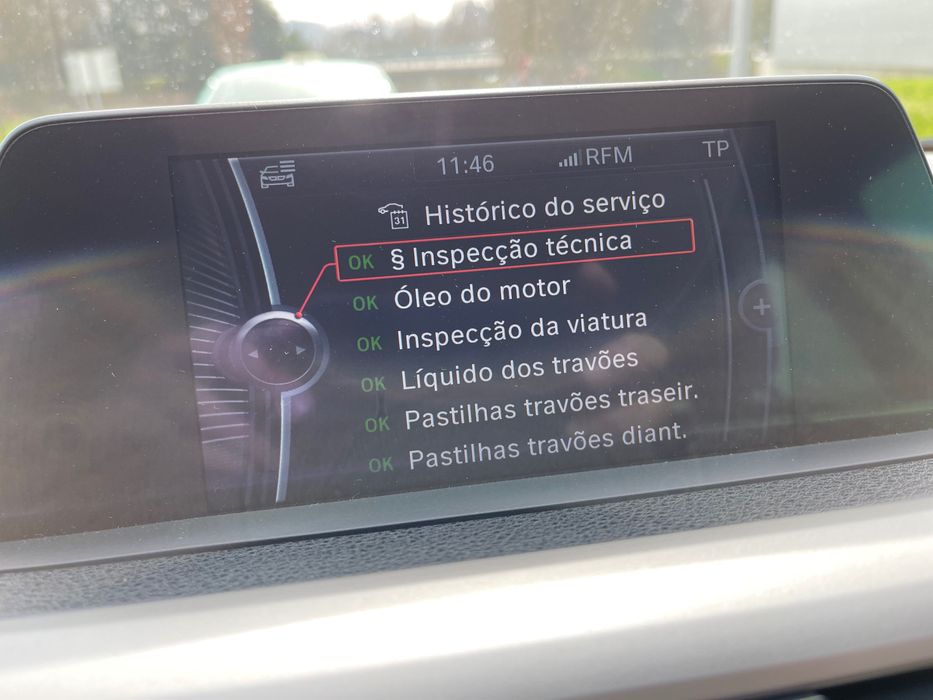 11:46 RFM TP
31 Histórico do serviço
OK § Inspecção técnica
OK Óleo do motor
OK Inspecção da viatura
OK Líquido dos travões
OK Pastilhas travões traseir.
OK Pastilhas travões diant.
+